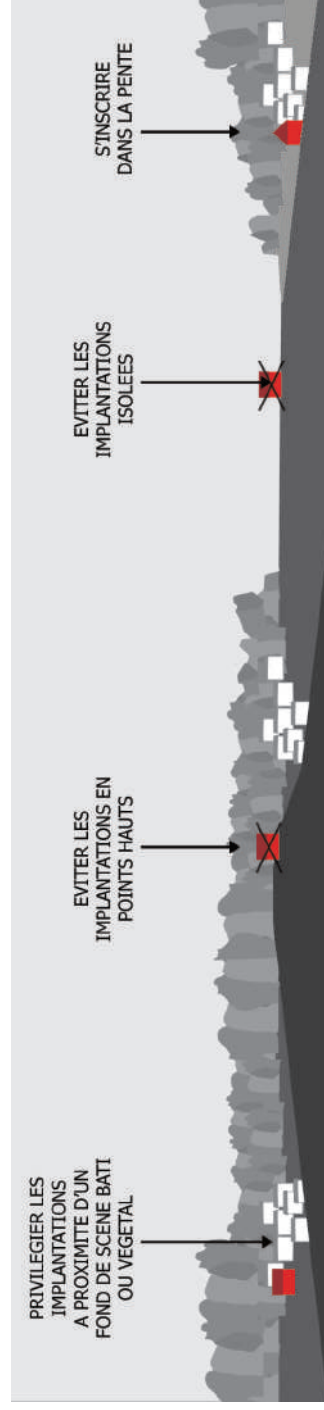 PRIVILEGIER LES
IMPLANTATIONS
A PROXIMITE D'UN
FOND DE SCENE BATI
OU VEGETAL
EVITER LES
IMPLANTATIONS EN
POINTS HAUTS
EVITER LES
IMPLANTATIONS
ISOLEES
S'INSCRIRE
DANS LA PENTE